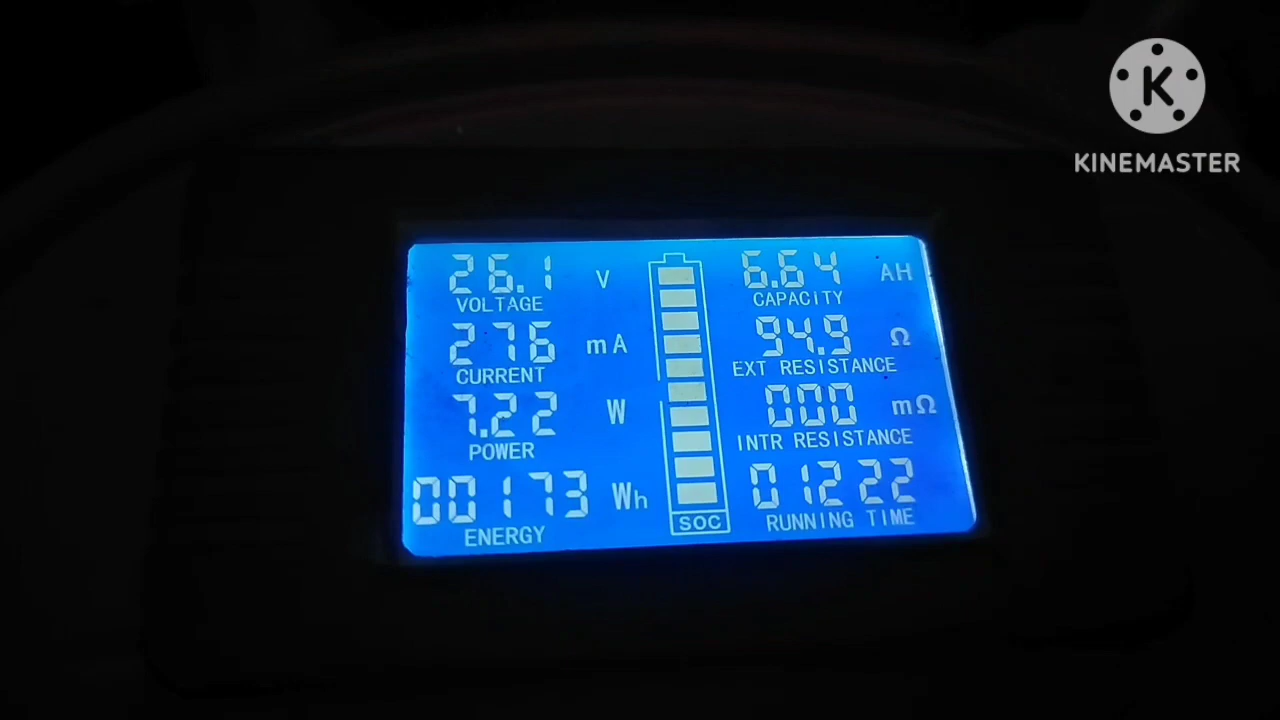 K
KINEMASTER
26.1 V
VOLTAGE
276 mA
CURRENT
7.22 W
POWER
00173 Wh
ENERGY
SOC
6.64 AH
CAPACITY
94.9 Ω
EXT RESISTANCE
000 mΩ
INTR RESISTANCE
01222
RUNNING TIME